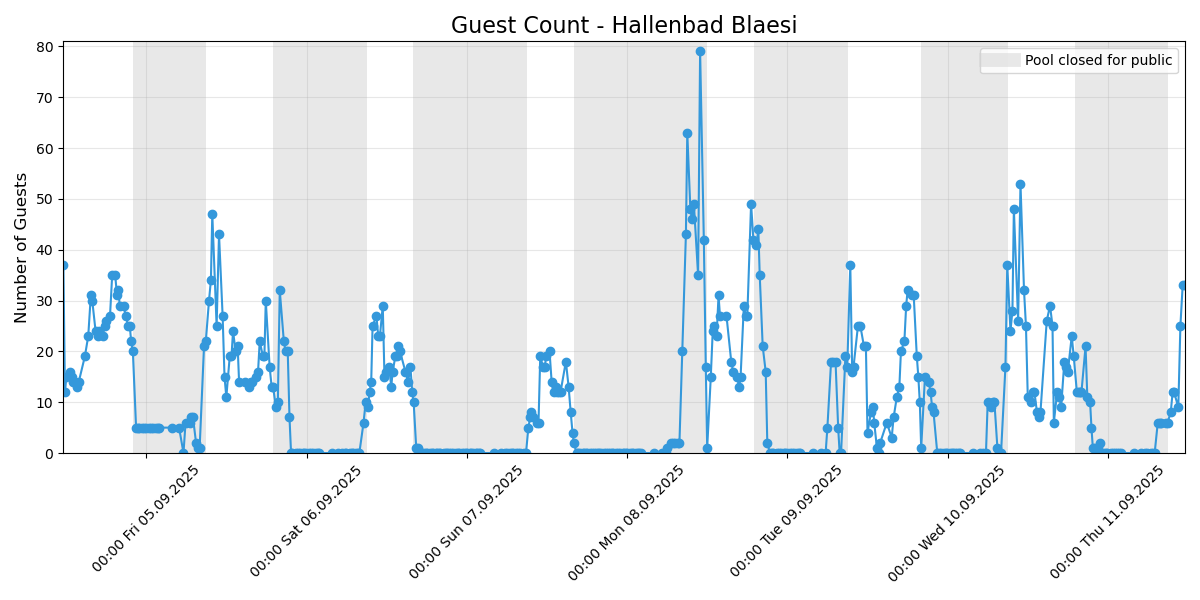 Guest Count - Hallenbad Blaesi
Pool closed for public
Number of Guests
80
70
60
50
40
30
20
10
0
00:00 Fri 05.09.2025
00:00 Sat 06.09.2025
00:00 Sun 07.09.2025
00:00 Mon 08.09.2025
00:00 Tue 09.09.2025
00:00 Wed 10.09.2025
00:00 Thu 11.09.2025